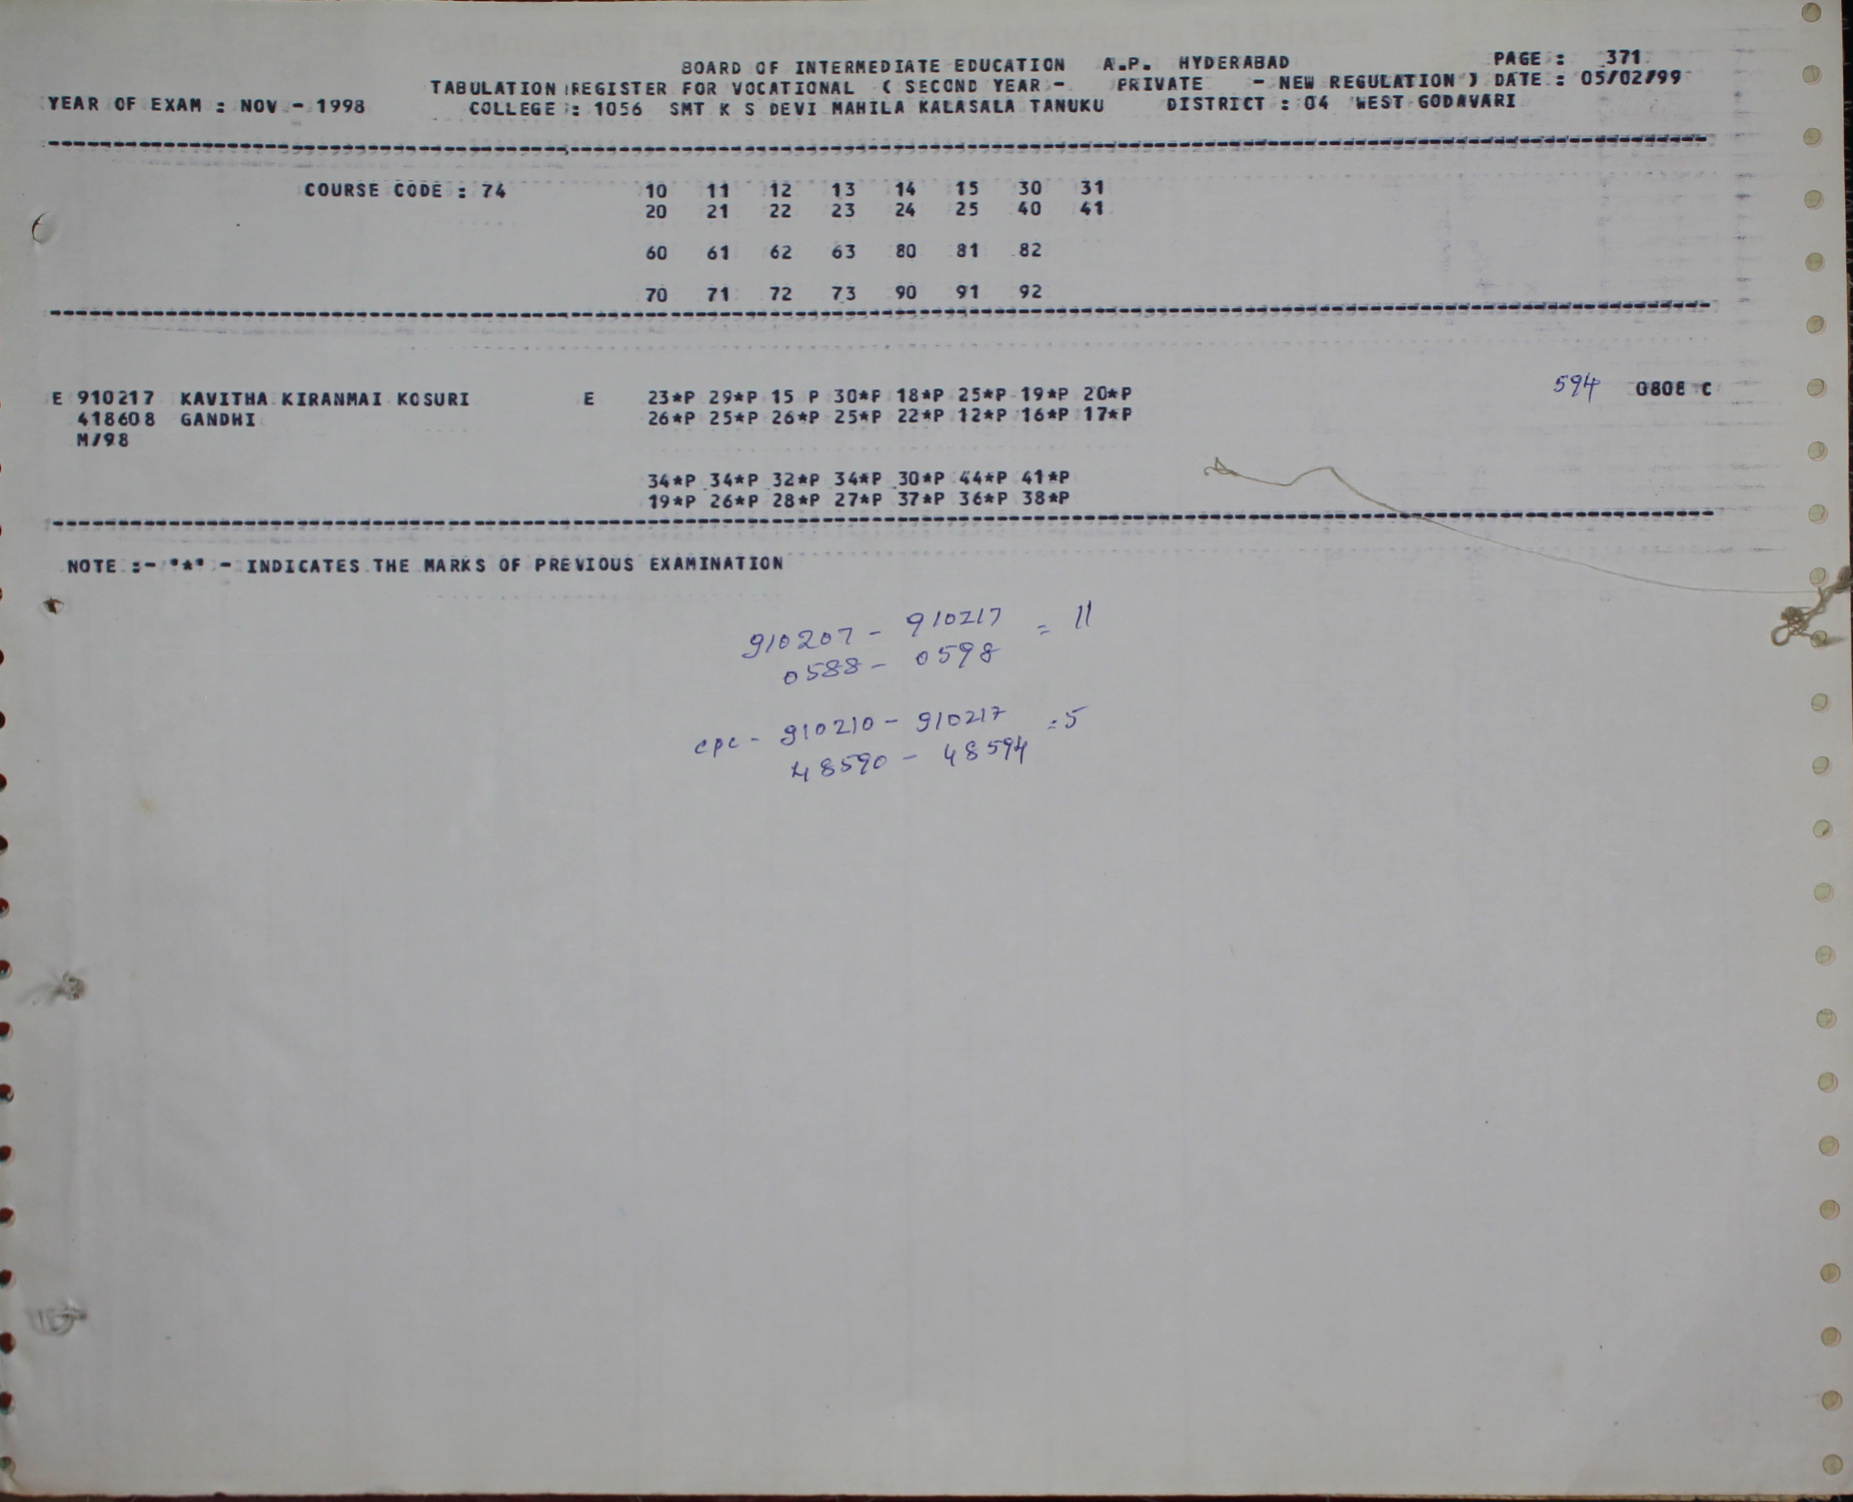 BOARD OF INTERMEDIATE EDUCATION A.P. HYDERABAD PAGE : 371
TABULATION REGISTER FOR VOCATIONAL ( SECOND YEAR - PRIVATE - NEW REGULATION ) DATE : 05/02/99
YEAR OF EXAM : NOV - 1998 COLLEGE : 1056 SMT K S DEVI MAHILA KALASALA TANUKU DISTRICT : 04 WEST GODAVARI
COURSE CODE : 74 10 11 12 13 14 15 30 31
20 21 22 23 24 25 40 41
60 61 62 63 80 81 82
70 71 72 73 90 91 92
E 910217 KAVITHA KIRANMAI KOSURI E 23*P 29*P 15 P 30*P 18*P 25*P 19*P 20*P 594 0808 C
418608 GANDHI 26*P 25*P 26*P 25*P 22*P 12*P 16*P 17*P
M/98
34*P 34*P 32*P 34*P 30*P 44*P 41*P
19*P 26*P 28*P 27*P 37*P 36*P 38*P
NOTE :- "*" - INDICATES THE MARKS OF PREVIOUS EXAMINATION
910207 - 910217 = 11
0588 - 0598
cpc - 910210 - 910217 = 5
48590 - 48594